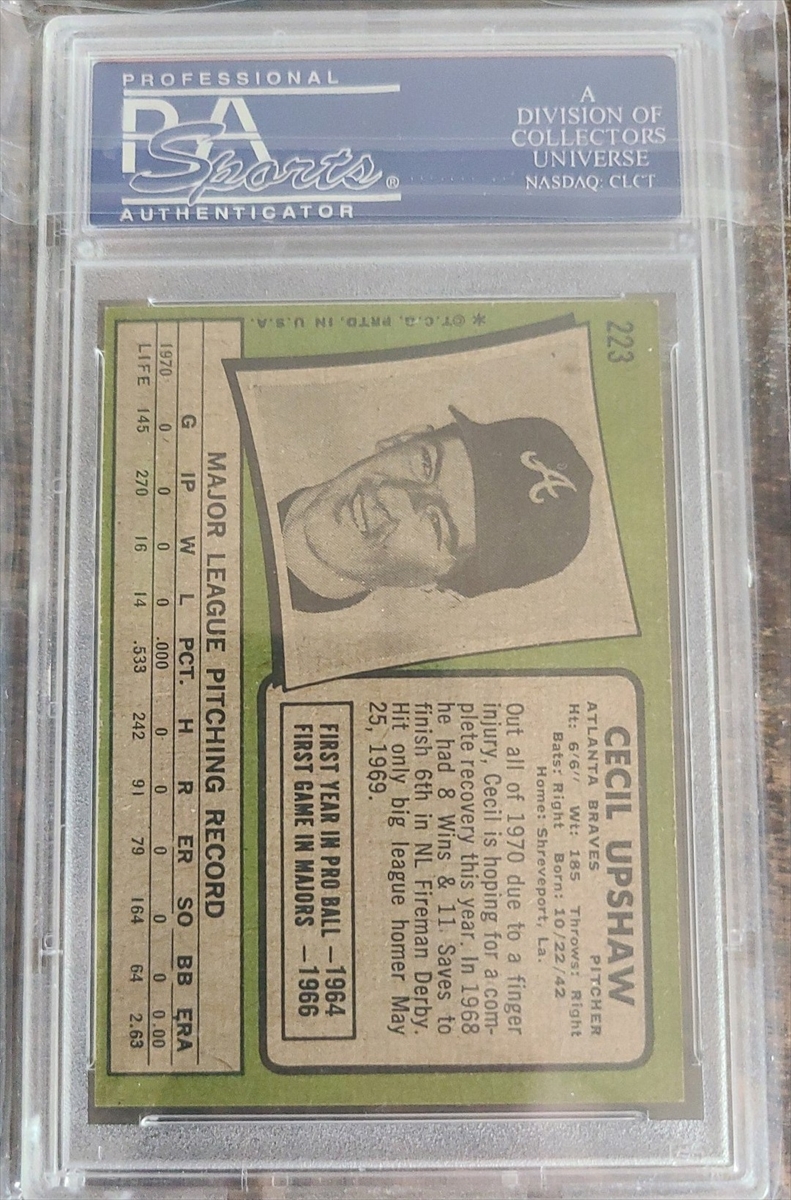 PROFESSIONAL
PSA
Sports®
AUTHENTICATOR
A
DIVISION OF
COLLECTORS
UNIVERSE
NASDAQ: CLCT
223
*©T.C.G. PRTD. IN U.S.A.
A
CECIL UPSHAW
ATLANTA BRAVES PITCHER
Ht: 6'6" Wt: 185 Throws: Right
Bats: Right Born: 10/22/42
Home: Shreveport, La.
Out all of 1970 due to a finger
injury, Cecil is hoping for a com-
plete recovery this year. In 1968
he had 8 Wins & 11 Saves to
finish 6th in NL Fireman Derby.
Hit only big league homer May
25, 1969.
FIRST YEAR IN PRO BALL —1964
FIRST GAME IN MAJORS —1966
MAJOR LEAGUE PITCHING RECORD
G IP W L PCT. H R ER SO BB ERA
1970 0 0 0 0 .000 0 0 0 0 0 0.00
LIFE 145 270 16 14 .533 242 91 79 164 64 2.63